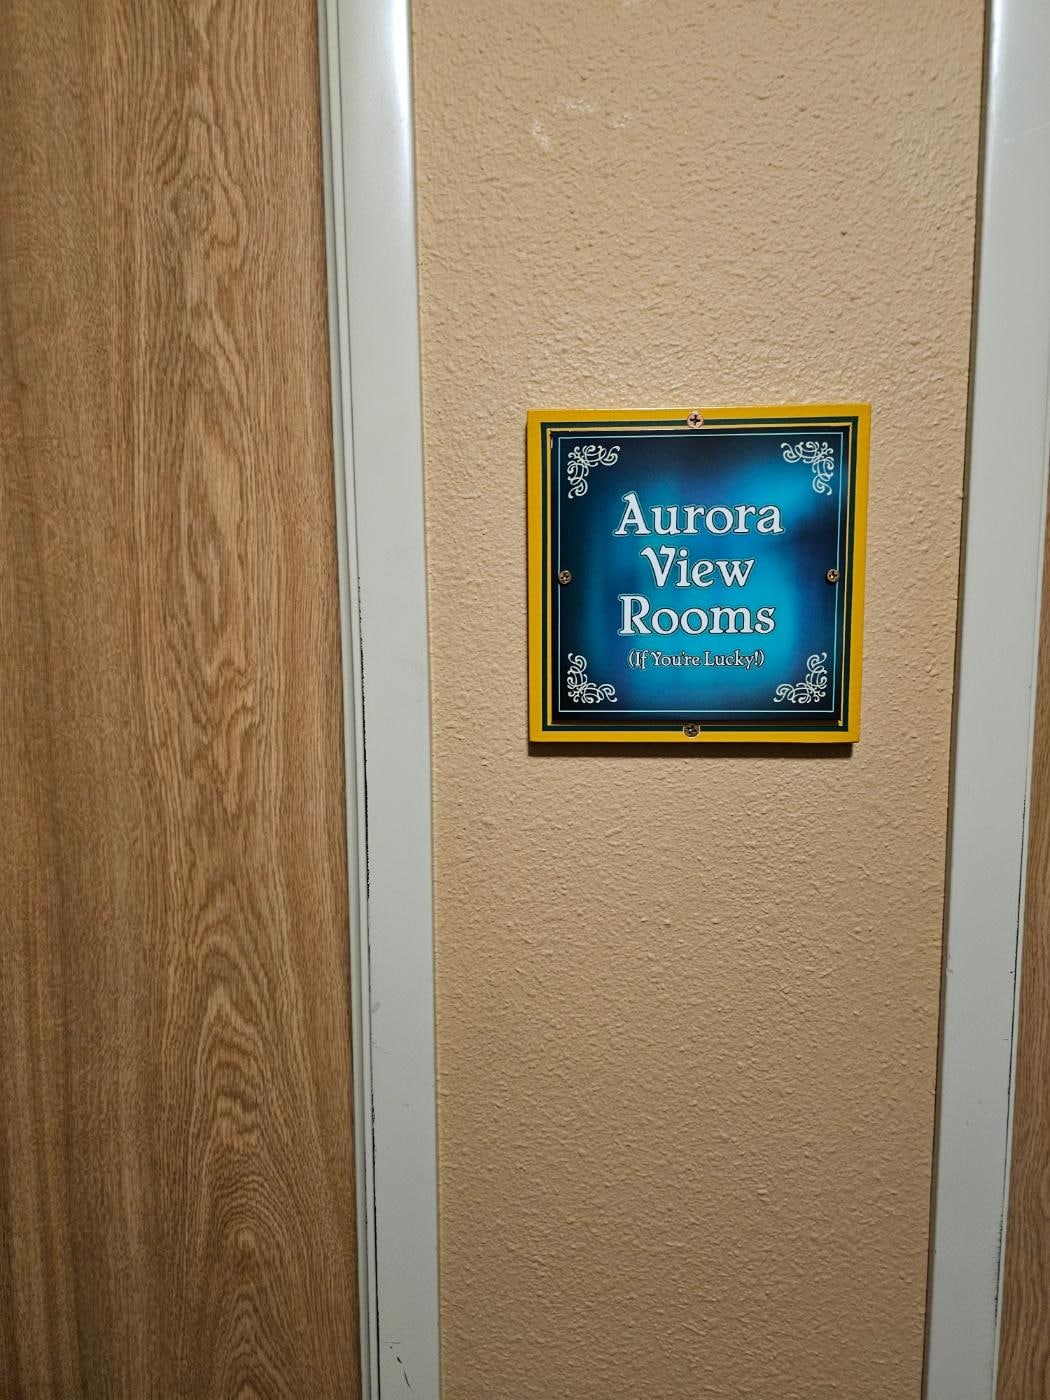 Aurora
View
Rooms
(If You're Lucky!)